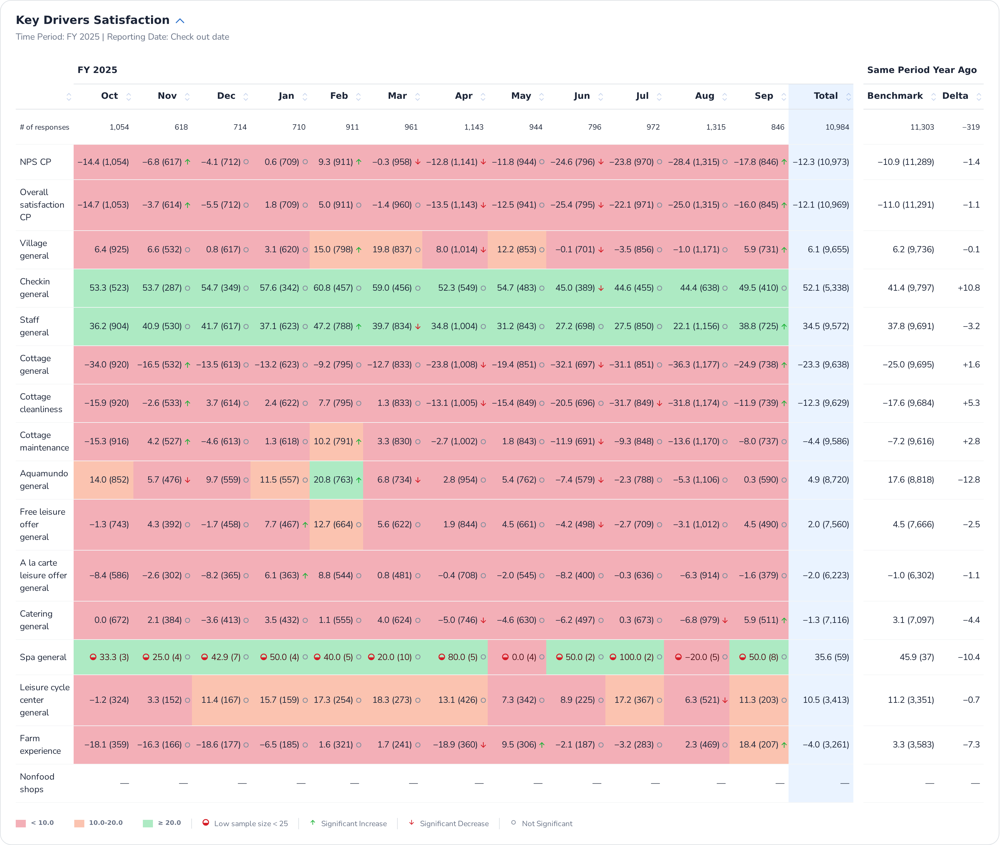 Key Drivers Satisfaction
Time Period: FY 2025 | Reporting Date: Check out date
FY 2025 Same Period Year Ago
Oct Nov Dec Jan Feb Mar Apr May Jun Jul Aug Sep Total Benchmark Delta
# of responses 1,054 618 714 710 911 961 1,143 944 796 972 1,315 846 10,984 11,303 −319
NPS CP −14.4 (1,054) −6.8 (617) −4.1 (712) 0.6 (709) 9.3 (911) −0.3 (958) −12.8 (1,141) −11.8 (944) −24.6 (796) −23.8 (970) −28.4 (1,315) −17.8 (846) −12.3 (10,973) −10.9 (11,289) −1.4
Overall
satisfaction −14.7 (1,053) −3.7 (614) −5.5 (712) 1.8 (709) 5.0 (911) −1.4 (960) −13.5 (1,143) −12.5 (941) −25.4 (795) −22.1 (971) −25.0 (1,315) −16.0 (845) −12.1 (10,969) −11.0 (11,291) −1.1
CP
Village
general 6.4 (925) 6.6 (532) 0.8 (617) 3.1 (620) 15.0 (798) 19.8 (837) 8.0 (1,014) 12.2 (853) −0.1 (701) −3.5 (856) −1.0 (1,171) 5.9 (731) 6.1 (9,655) 6.2 (9,736) −0.1
Checkin
general 53.3 (523) 53.7 (287) 54.7 (349) 57.6 (342) 60.8 (457) 59.0 (456) 52.3 (549) 54.7 (483) 45.0 (389) 44.6 (455) 44.4 (638) 49.5 (410) 52.1 (5,338) 41.4 (9,797) +10.8
Staff
general 36.2 (904) 40.9 (530) 41.7 (617) 37.1 (623) 47.2 (788) 39.7 (834) 34.8 (1,004) 31.2 (843) 27.2 (698) 27.5 (850) 22.1 (1,156) 38.8 (725) 34.5 (9,572) 37.8 (9,691) −3.2
Cottage
general −34.0 (920) −16.5 (532) −13.5 (613) −13.2 (623) −9.2 (795) −12.7 (833) −23.8 (1,008) −19.4 (851) −32.1 (697) −31.1 (851) −36.3 (1,177) −24.9 (738) −23.3 (9,638) −25.0 (9,695) +1.6
Cottage
cleanliness −15.9 (920) −2.6 (533) 3.7 (614) 2.4 (622) 7.7 (795) 1.3 (833) −13.1 (1,005) −15.4 (849) −20.5 (696) −31.7 (849) −31.8 (1,174) −11.9 (739) −12.3 (9,629) −17.6 (9,684) +5.3
Cottage
maintenance −15.3 (916) 4.2 (527) −4.6 (613) 1.3 (618) 10.2 (791) 3.3 (830) −2.7 (1,002) 1.8 (843) −11.9 (691) −9.3 (848) −13.6 (1,170) −8.0 (737) −4.4 (9,586) −7.2 (9,616) +2.8
Aquamundo
general 14.0 (852) 5.7 (476) 9.7 (559) 11.5 (557) 20.8 (763) 6.8 (734) 2.8 (954) 5.4 (762) −7.4 (579) −2.3 (788) −5.3 (1,106) 0.3 (590) 4.9 (8,720) 17.6 (8,818) −12.8
Free leisure
offer −1.3 (743) 4.3 (392) −1.7 (458) 7.7 (467) 12.7 (664) 5.6 (622) 1.9 (844) 4.5 (661) −4.2 (498) −2.7 (709) −3.1 (1,012) 4.5 (490) 2.0 (7,560) 4.5 (7,666) −2.5
general
A la carte
leisure offer −8.4 (586) −2.6 (302) −8.2 (365) 6.1 (363) 8.8 (544) 0.8 (481) −0.4 (708) −2.0 (545) −8.2 (400) −0.3 (636) −6.3 (914) −1.6 (379) −2.0 (6,223) −1.0 (6,302) −1.1
general
Catering
general 0.0 (672) 2.1 (384) −3.6 (413) 3.5 (432) 1.1 (555) 4.0 (624) −5.0 (746) −4.6 (630) −6.2 (497) 0.3 (673) −6.8 (979) 5.9 (511) −1.3 (7,116) 3.1 (7,097) −4.4
Spa general 33.3 (3) 25.0 (4) 42.9 (7) 50.0 (4) 40.0 (5) 20.0 (10) 80.0 (5) 0.0 (4) 50.0 (2) 100.0 (2) −20.0 (5) 50.0 (8) 35.6 (59) 45.9 (37) −10.4
Leisure cycle
center −1.2 (324) 3.3 (152) 11.4 (167) 15.7 (159) 17.3 (254) 18.3 (273) 13.1 (426) 7.3 (342) 8.9 (225) 17.2 (367) 6.3 (521) 11.3 (203) 10.5 (3,413) 11.2 (3,351) −0.7
general
Farm
experience −18.1 (359) −16.3 (166) −18.6 (177) −6.5 (185) 1.6 (321) 1.7 (241) −18.9 (360) 9.5 (306) −2.1 (187) −3.2 (283) 2.3 (469) 18.4 (207) −4.0 (3,261) 3.3 (3,583) −7.3
Nonfood
shops — — — — — — — — — — — — — — —
< 10.0 10.0-20.0 ≥ 20.0 Low sample size < 25 Significant Increase Significant Decrease Not Significant